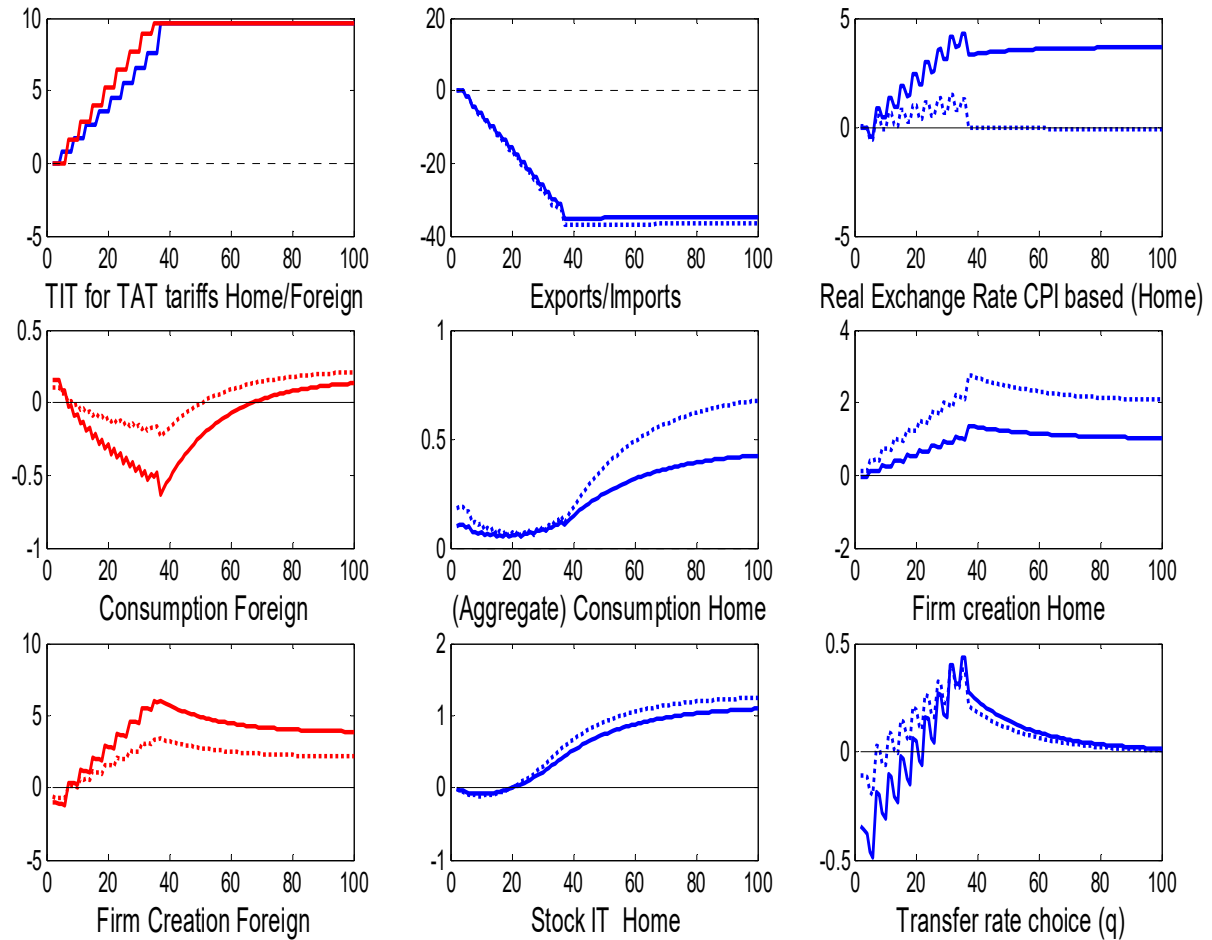 10
5
0
-5
0 20 40 60 80 100
TIT for TAT tariffs Home/Foreign
20
0
-20
-40
0 20 40 60 80 100
Exports/Imports
5
0
5
0 20 40 60 80 100
Real Exchange Rate CPI based (Home)
0.5
0
-0.5
-1
0 20 40 60 80 100
Consumption Foreign
1
0.5
0
0 20 40 60 80 100
(Aggregate) Consumption Home
4
2
0
-2
0 20 40 60 80 100
Firm creation Home
10
5
0
-5
0 20 40 60 80 100
Firm Creation Foreign
2
1
0
-1
0 20 40 60 80 100
Stock IT Home
0.5
0
-0.5
0 20 40 60 80 100
Transfer rate choice (q)